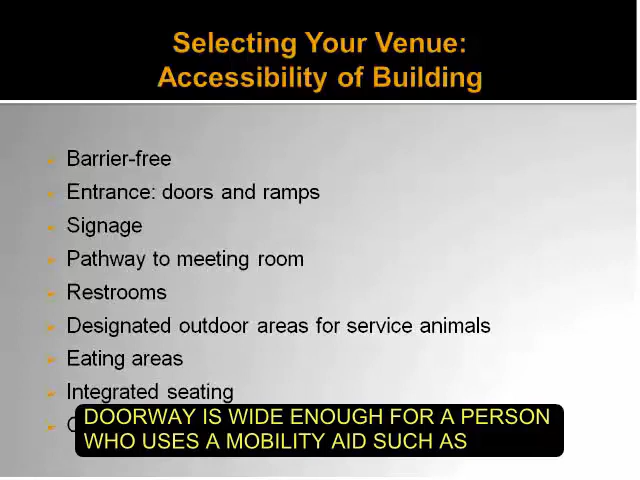 Selecting Your Venue:
Accessibility of Building
Barrier-free
Entrance: doors and ramps
Signage
Pathway to meeting room
Restrooms
Designated outdoor areas for service animals
Eating areas
Integrated seating
DOORWAY IS WIDE ENOUGH FOR A PERSON
WHO USES A MOBILITY AID SUCH AS